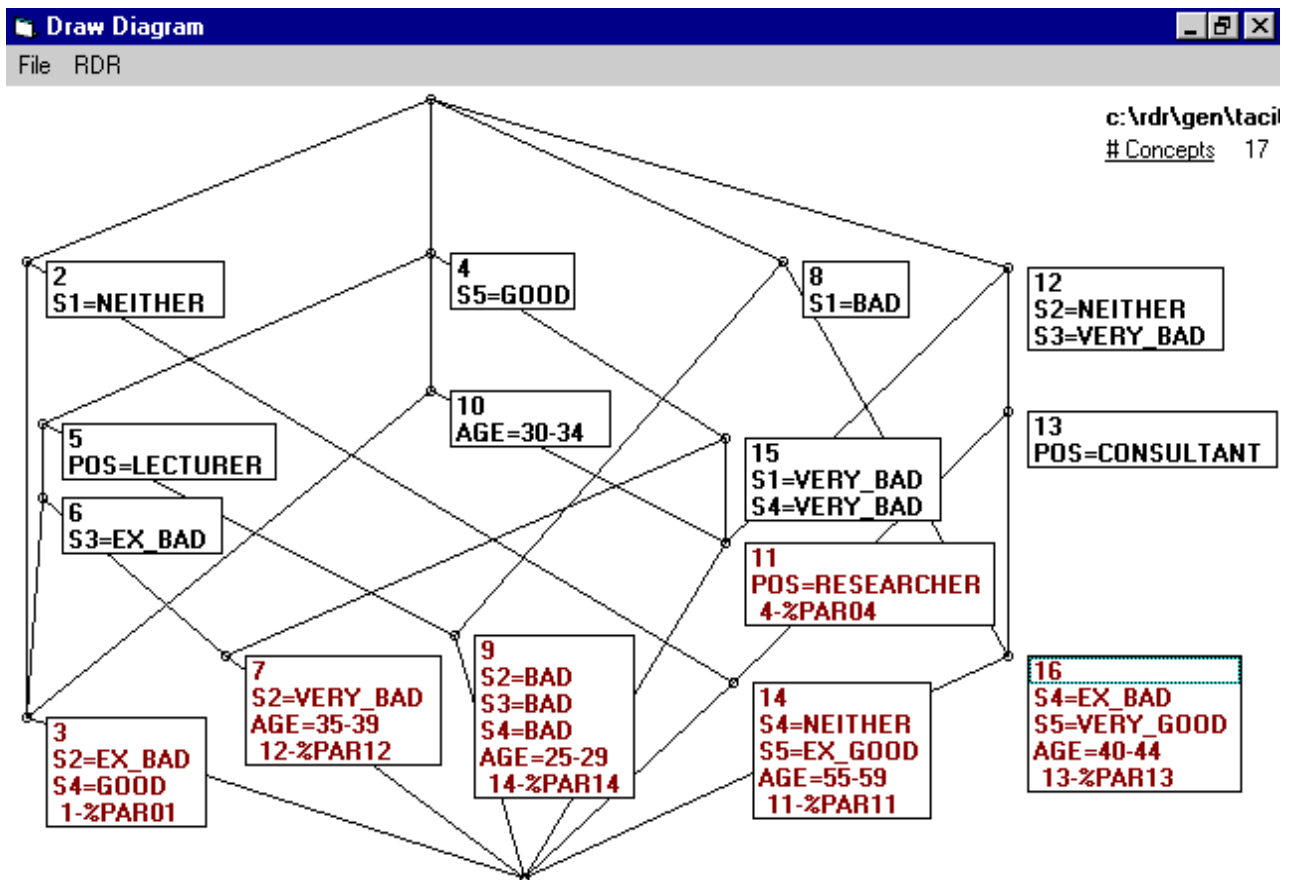 Draw Diagram
File RDR
c:\rdr\gen\taci
# Concepts 17
2
S1=NEITHER
4
S5=GOOD
8
S1=BAD
12
S2=NEITHER
S3=VERY_BAD
5
POS=LECTURER
10
AGE=30-34
15
S1=VERY_BAD
S4=VERY_BAD
13
POS=CONSULTANT
6
S3=EX_BAD
11
POS=RESEARCHER
4-%PAR04
7
S2=VERY_BAD
AGE=35-39
12-%PAR12
9
S2=BAD
S3=BAD
S4=BAD
AGE=25-29
14-%PAR14
14
S4=NEITHER
S5=EX_GOOD
AGE=55-59
11-%PAR11
16
S4=EX_BAD
S5=VERY_GOOD
AGE=40-44
13-%PAR13
3
S2=EX_BAD
S4=GOOD
1-%PAR01